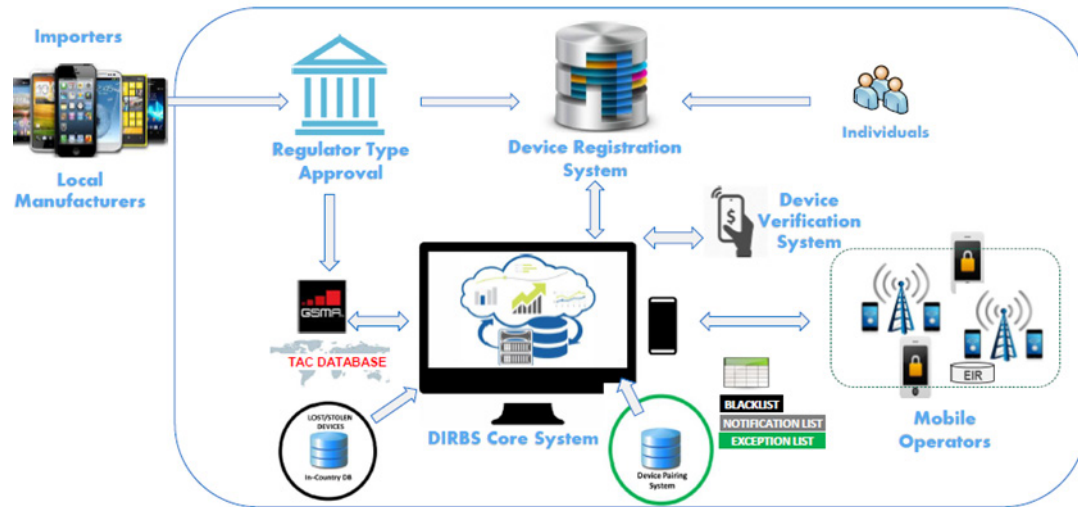 Importers
Local
Manufacturers
Regulator Type
Approval
Device Registration
System
Individuals
Device
Verification
System
GSMA
TAC DATABASE
LOST/STOLEN
DEVICES
In-Country DB
DIRBS Core System
Device Pairing
System
BLACKLIST
NOTIFICATION LIST
EXCEPTION LIST
EIR
Mobile
Operators
$